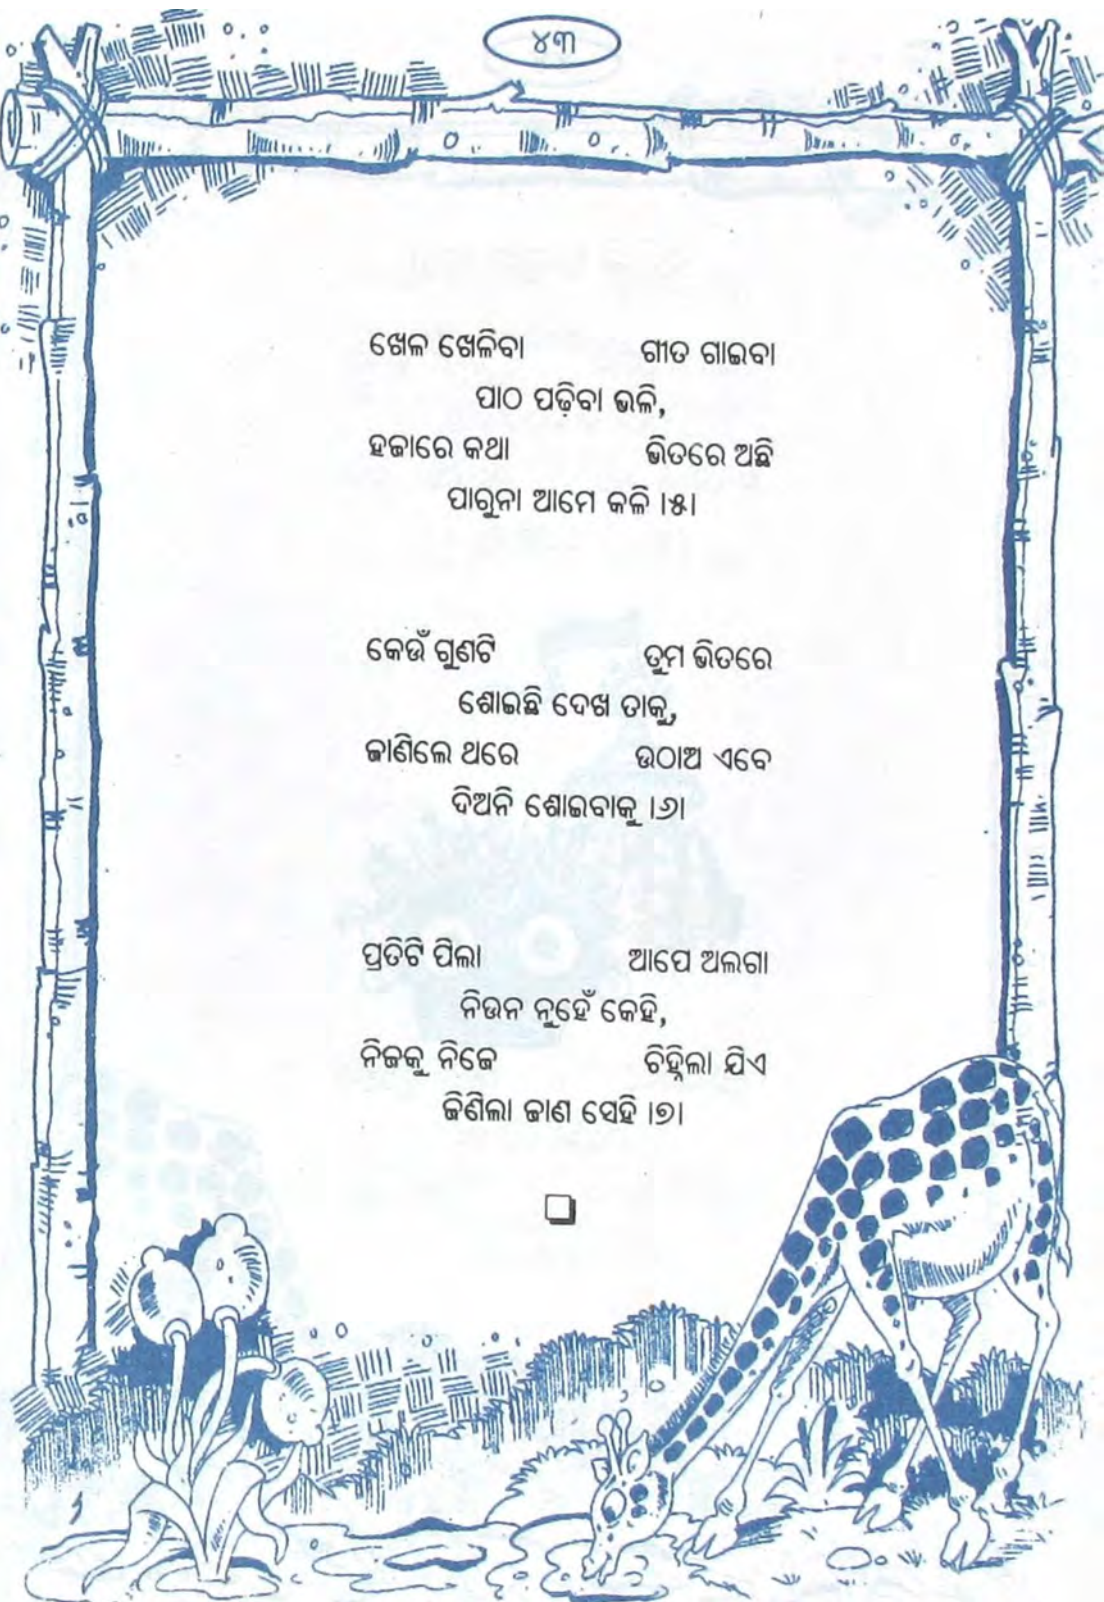 ୪୩
ଖେଳ ଖେଳିବା ଗୀତ ଗାଇବା
ପାଠ ପଢ଼ିବା ଭଳି,
ହଜାରେ କଥା ଭିତରେ ଅଛି
ପାରୁନା ଆମେ କଳି ।୫।
କେଉଁ ଗୁଣଟି ତୁମ ଭିତରେ
ଶୋଇଛି ଦେଖ ତାକୁ,
ଜାଣିଲେ ଥରେ ଉଠାଅ ଏବେ
ଦିଅନି ଶୋଇବାକୁ ।୬।
ପ୍ରତିଟି ପିଲା ଆପେ ଅଲଗା
ନିଉନ ନୁହେଁ କେହି,
ନିଜକୁ ନିଜେ ଚିହ୍ନିଲା ଯିଏ
ଜିଣିଲା ଜାଣ ସେହି ।୭।